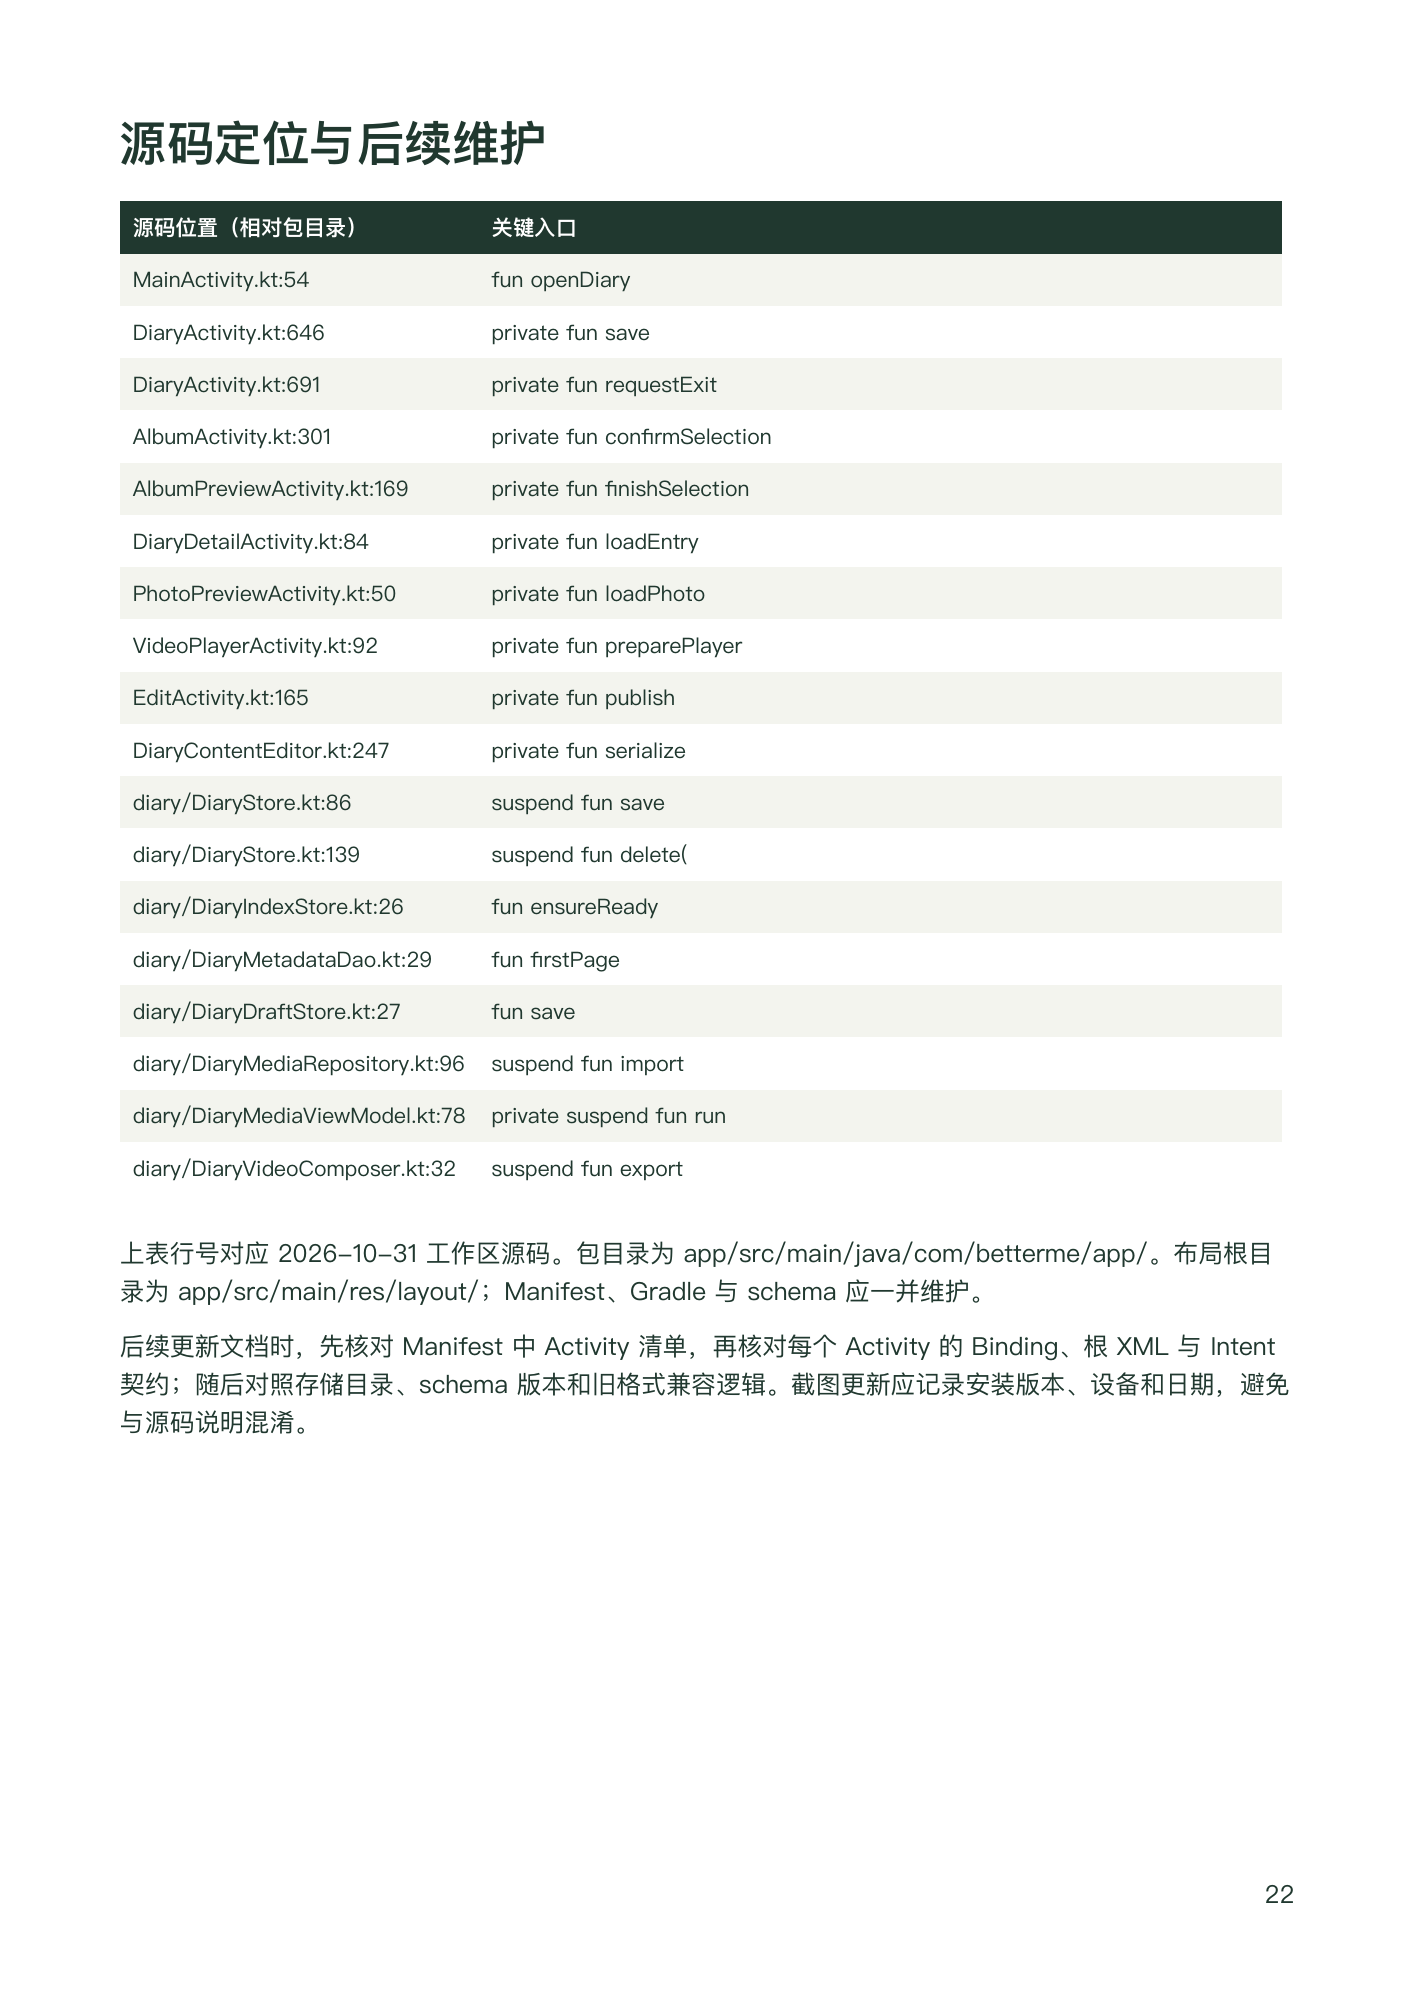 源码定位与后续维护
源码位置（相对包目录） 关键入口
MainActivity.kt:54 fun openDiary
DiaryActivity.kt:646 private fun save
DiaryActivity.kt:691 private fun requestExit
AlbumActivity.kt:301 private fun confirmSelection
AlbumPreviewActivity.kt:169 private fun finishSelection
DiaryDetailActivity.kt:84 private fun loadEntry
PhotoPreviewActivity.kt:50 private fun loadPhoto
VideoPlayerActivity.kt:92 private fun preparePlayer
EditActivity.kt:165 private fun publish
DiaryContentEditor.kt:247 private fun serialize
diary/DiaryStore.kt:86 suspend fun save
diary/DiaryStore.kt:139 suspend fun delete(
diary/DiaryIndexStore.kt:26 fun ensureReady
diary/DiaryMetadataDao.kt:29 fun firstPage
diary/DiaryDraftStore.kt:27 fun save
diary/DiaryMediaRepository.kt:96 suspend fun import
diary/DiaryMediaViewModel.kt:78 private suspend fun run
diary/DiaryVideoComposer.kt:32 suspend fun export
上表行号对应 2026–10–31 工作区源码。包目录为 app/src/main/java/com/betterme/app/。布局根目
录为 app/src/main/res/layout/；Manifest、Gradle 与 schema 应一并维护。
后续更新文档时，先核对 Manifest 中 Activity 清单，再核对每个 Activity 的 Binding、根 XML 与 Intent
契约；随后对照存储目录、schema 版本和旧格式兼容逻辑。截图更新应记录安装版本、设备和日期，避免
与源码说明混淆。
22